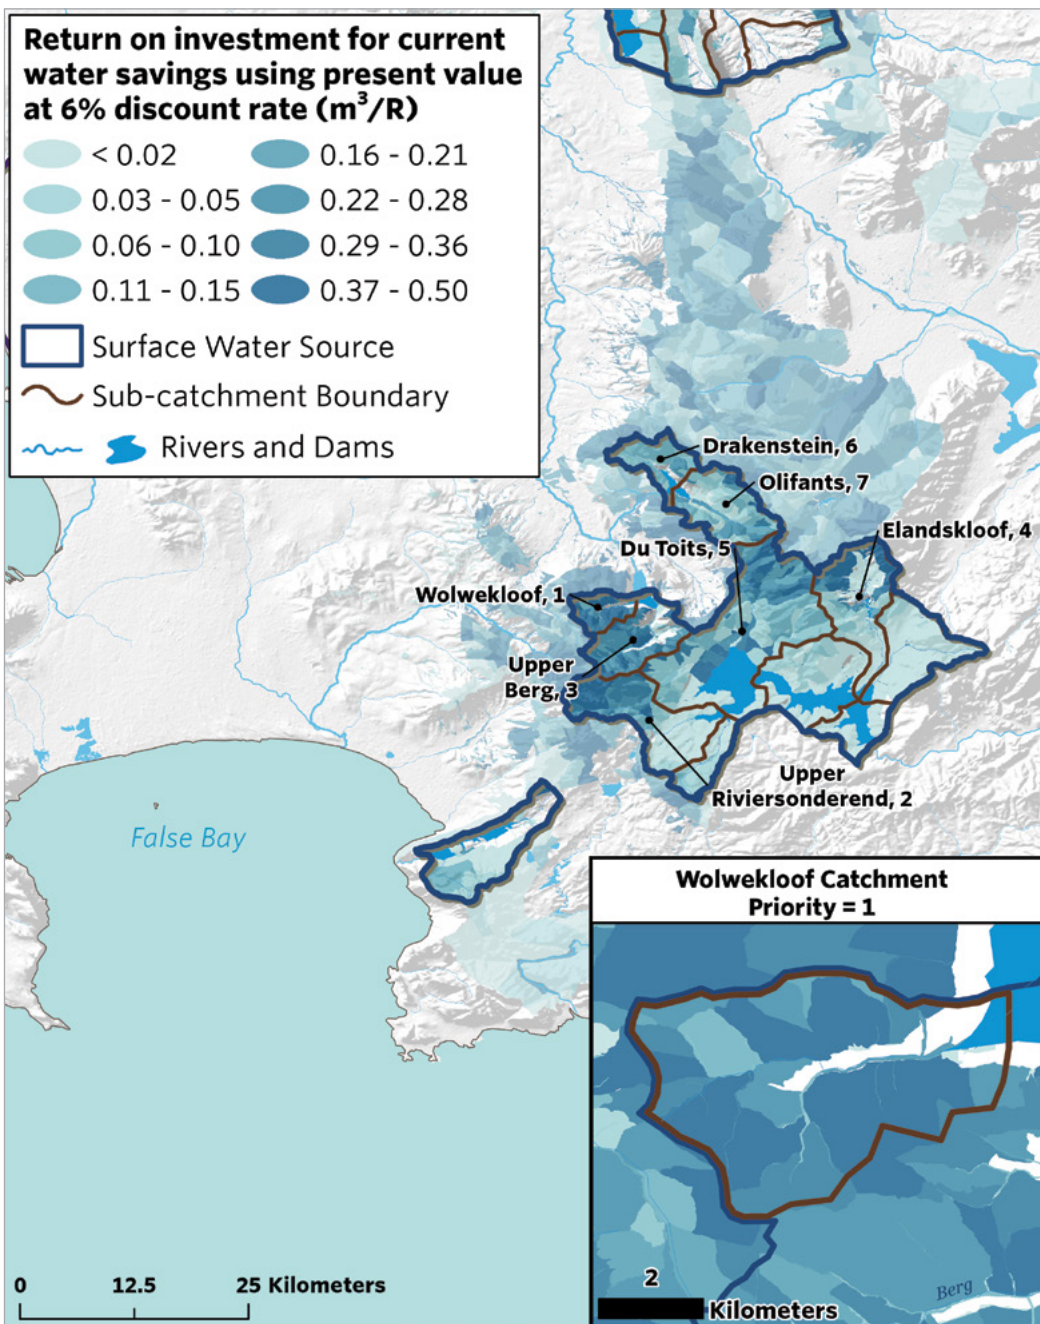 Return on investment for current
water savings using present value
at 6% discount rate (m³/R)
< 0.02
0.16 - 0.21
0.03 - 0.05
0.22 - 0.28
0.06 - 0.10
0.29 - 0.36
0.11 - 0.15
0.37 - 0.50
Surface Water Source
Sub-catchment Boundary
Rivers and Dams
Drakenstein, 6
Olifants, 7
Elandskloof, 4
Du Toits, 5
Wolwekloof, 1
Upper
Berg, 3
Upper
Riviersonderend, 2
False Bay
Wolwekloof Catchment
Priority = 1
Berg
2
Kilometers
0 12.5 25 Kilometers